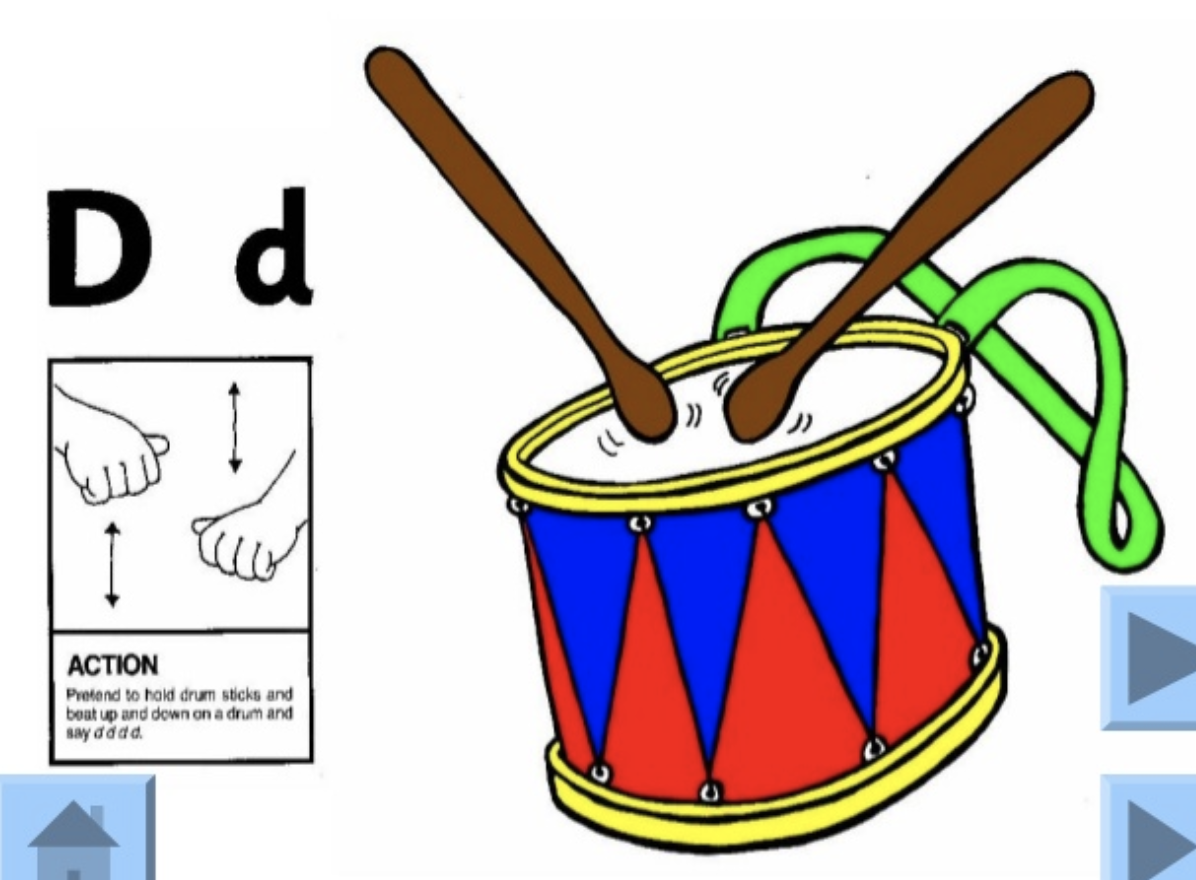 D d
ACTION
Pretend to hold drum sticks and
beat up and down on a drum and
say d d d d.